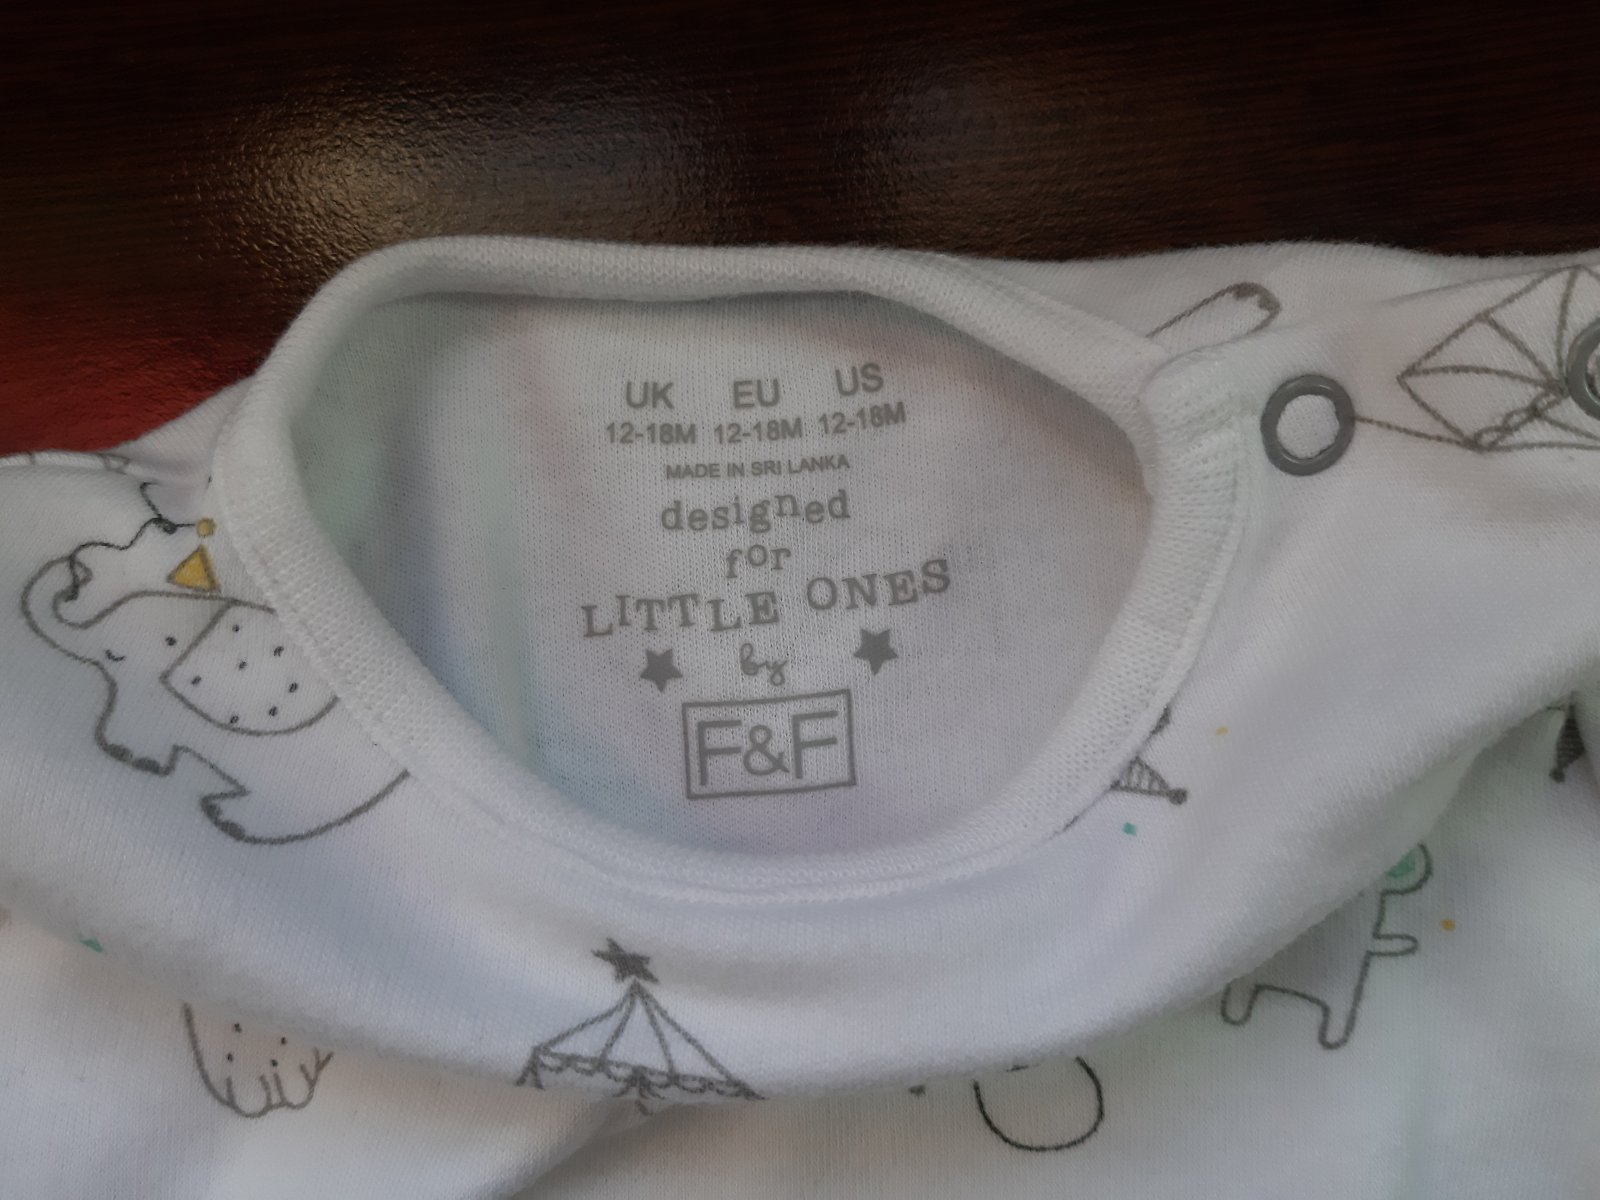 UK EU US
12-18M 12-18M 12-18M
MADE IN SRI LANKA
designed
for
LITTLE ONES
by
F&F